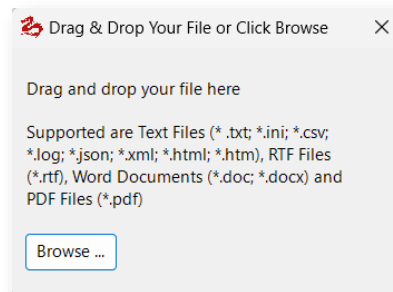 Drag & Drop Your File or Click Browse
Drag and drop your file here
Supported are Text Files (* .txt; *.ini; *.csv;
*.log; *.json; *.xml; *.html; *.htm), RTF Files
(*.rtf), Word Documents (*.doc; *.docx) and
PDF Files (*.pdf)
Browse ...